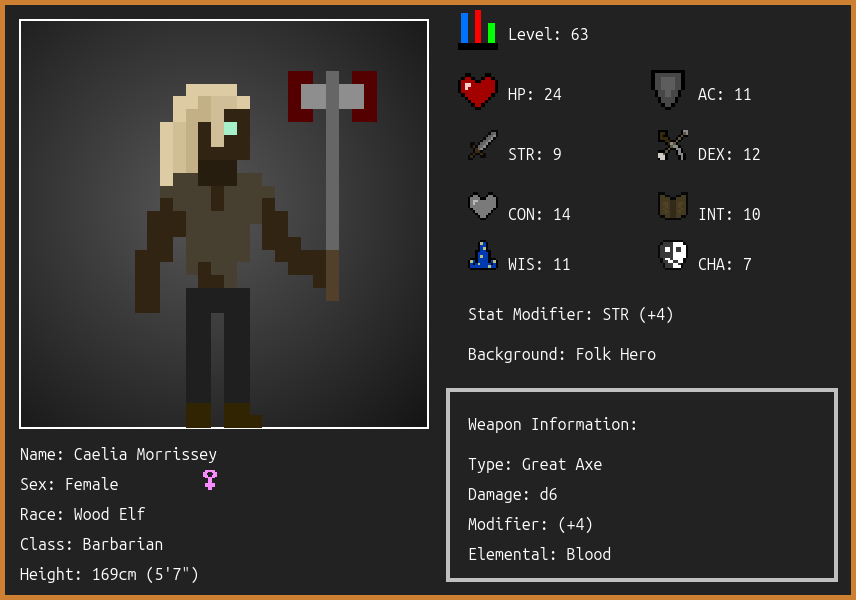 Level: 63
HP: 24
AC: 11
STR: 9
DEX: 12
CON: 14
INT: 10
WIS: 11
CHA: 7
Stat Modifier: STR (+4)
Background: Folk Hero
Weapon Information:
Type: Great Axe
Damage: d6
Modifier: (+4)
Elemental: Blood
Name: Caelia Morrissey
Sex: Female
Race: Wood Elf
Class: Barbarian
Height: 169cm (5'7")